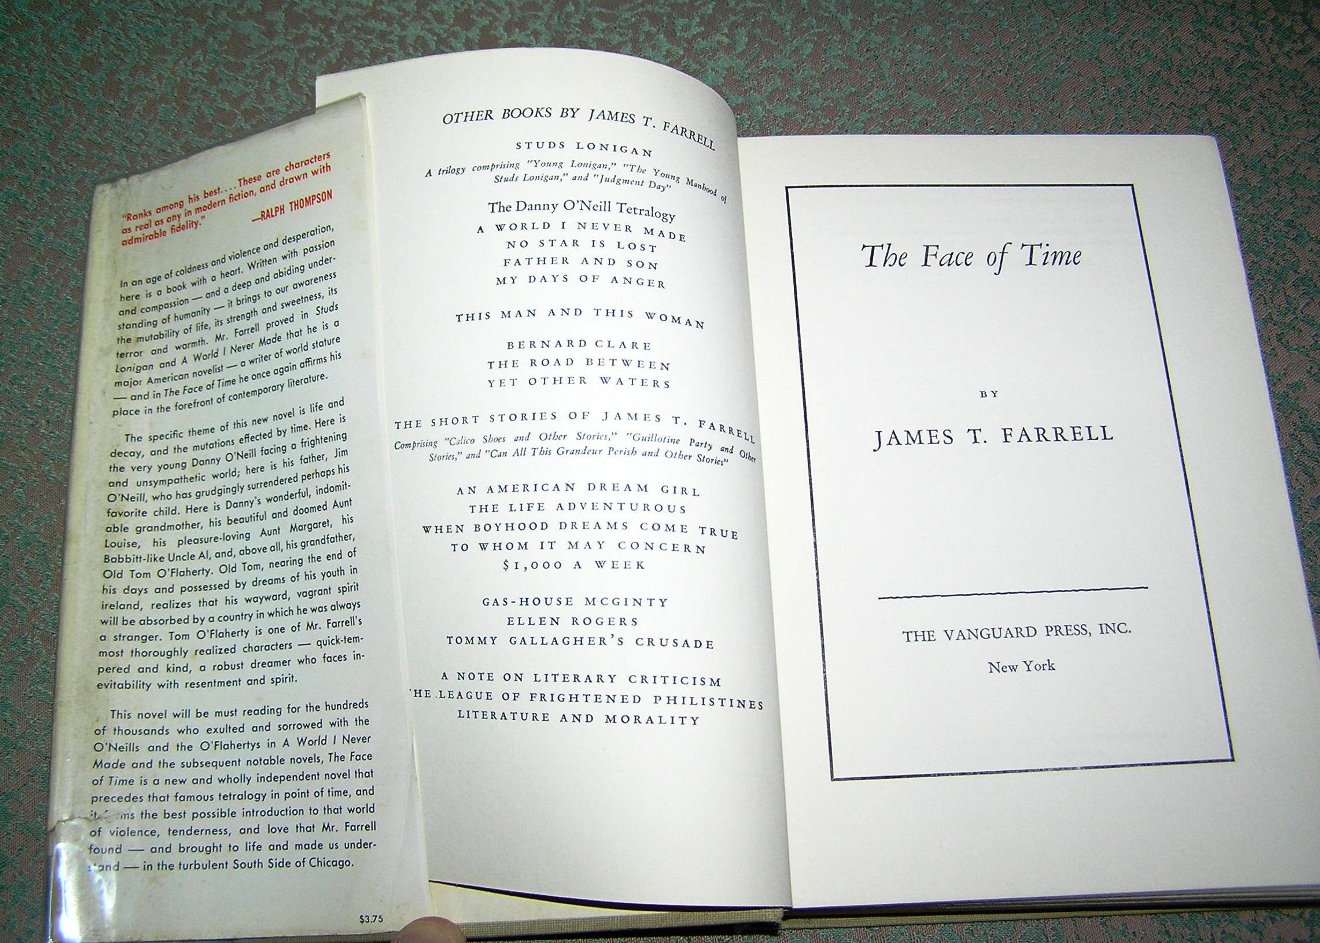 "Ranks among his best....These are characters
as real as any in modern fiction, and drawn with
admirable fidelity."
—RALPH THOMPSON
In an age of coldness and violence and desperation,
here is a book with a heart. Written with passion
and compassion — and a deep and abiding under-
standing of humanity — it brings to our awareness
the mutability of life, its strength and sweetness, its
terror and warmth. Mr. Farrell proved in Studs
Lonigan and A World I Never Made that he is a
major American novelist — a writer of world stature
— and in The Face of Time he once again affirms his
place in the forefront of contemporary literature.
The specific theme of this new novel is life and
decay, and the mutations effected by time. Here is
the very young Danny O'Neill facing a frightening
and unsympathetic world; here is his father, Jim
O'Neill, who has grudgingly surrendered perhaps his
favorite child. Here is Danny's wonderful, indomit-
able grandmother, his beautiful and doomed Aunt
Louise, his pleasure-loving Aunt Margaret, his
Babbitt-like Uncle Al, and, above all, his grandfather,
Old Tom O'Flaherty. Old Tom, nearing the end of
his days and possessed by dreams of his youth in
Ireland, realizes that his wayward, vagrant spirit
will be absorbed by a country in which he was always
a stranger. Tom O'Flaherty is one of Mr. Farrell's
most thoroughly realized characters — quick-tem-
pered and kind, a robust dreamer who faces in-
evitability with resentment and spirit.
This novel will be must reading for the hundreds
of thousands who exulted and sorrowed with the
O'Neills and the O'Flahertys in A World I Never
Made and the subsequent notable novels, The Face
of Time is a new and wholly independent novel that
precedes that famous tetralogy in point of time, and
the best possible introduction to that world
of violence, tenderness, and love that Mr. Farrell
found — and brought to life and made us under-
stand — in the turbulent South Side of Chicago.
$3.75
OTHER BOOKS BY JAMES T. FARRELL
STUDS LONIGAN
A trilogy comprising "Young Lonigan," "The Young Manhood of
Studs Lonigan," and "Judgment Day"
The Danny O'Neill Tetralogy
A WORLD I NEVER MADE
NO STAR IS LOST
FATHER AND SON
MY DAYS OF ANGER
THIS MAN AND THIS WOMAN
BERNARD CLARE
THE ROAD BETWEEN
YET OTHER WATERS
THE SHORT STORIES OF JAMES T. FARRELL
Comprising "Calico Shoes and Other Stories," "Guillotine Party and Other
Stories," and "Can All This Grandeur Perish and Other Stories"
AN AMERICAN DREAM GIRL
THE LIFE ADVENTUROUS
WHEN BOYHOOD DREAMS COME TRUE
TO WHOM IT MAY CONCERN
$1,000 A WEEK
GAS-HOUSE MCGINTY
ELLEN ROGERS
TOMMY GALLAGHER'S CRUSADE
A NOTE ON LITERARY CRITICISM
HE LEAGUE OF FRIGHTENED PHILISTINES
LITERATURE AND MORALITY
The Face of Time
BY
JAMES T. FARRELL
THE VANGUARD PRESS, INC.
New York